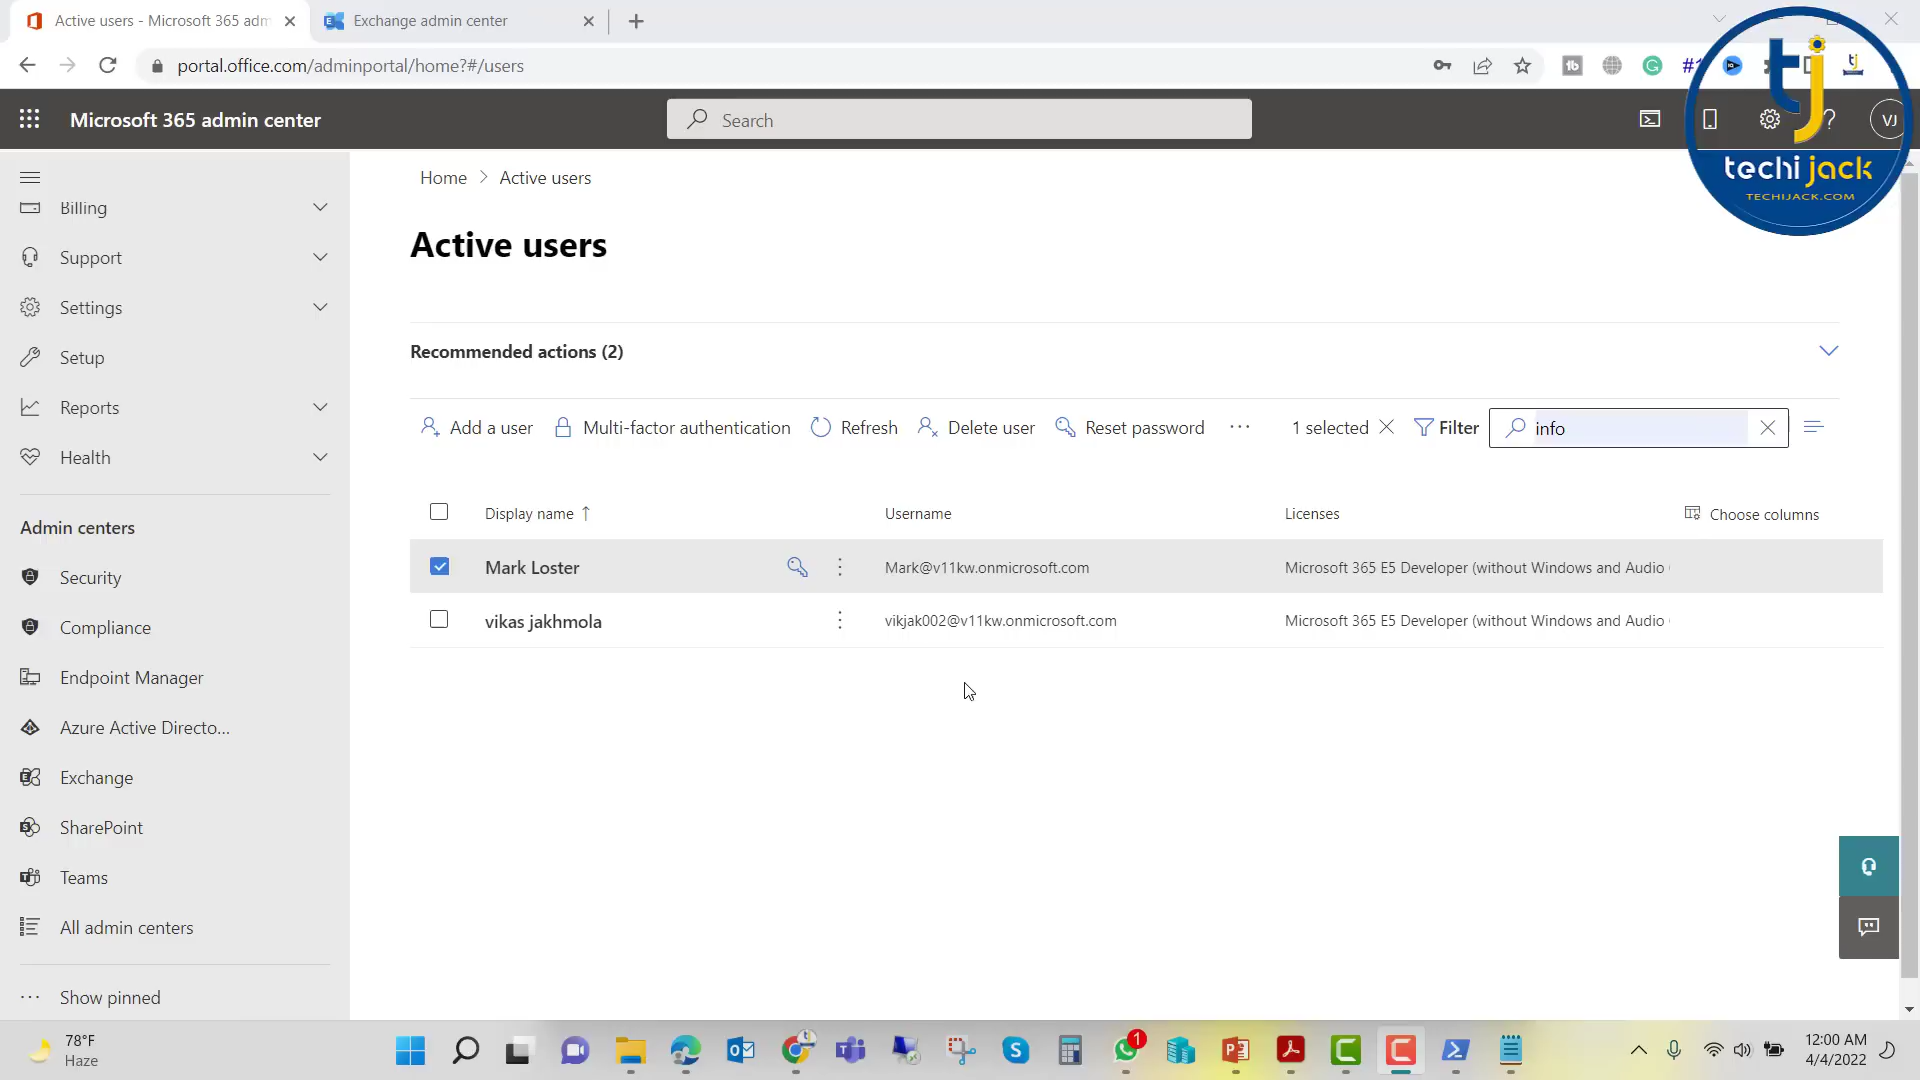 Active users - Microsoft 365 adm
Exchange admin center
portal.office.com/adminportal/home?#/users
Microsoft 365 admin center
Search
VJ
tj
techi jack
TECHIJACK.COM
Billing
Support
Settings
Setup
Reports
Health
Admin centers
Security
Compliance
Endpoint Manager
Azure Active Directo...
Exchange
SharePoint
Teams
All admin centers
Show pinned
Home > Active users
Active users
Recommended actions (2)
Add a user
Multi-factor authentication
Refresh
Delete user
Reset password
1 selected
Filter
info
Display name ↑
Username
Licenses
Choose columns
Mark Loster
Mark@v11kw.onmicrosoft.com
Microsoft 365 E5 Developer (without Windows and Audio
vikas jakhmola
vikjak002@v11kw.onmicrosoft.com
Microsoft 365 E5 Developer (without Windows and Audio
78°F
Haze
1
12:00 AM
4/4/2022